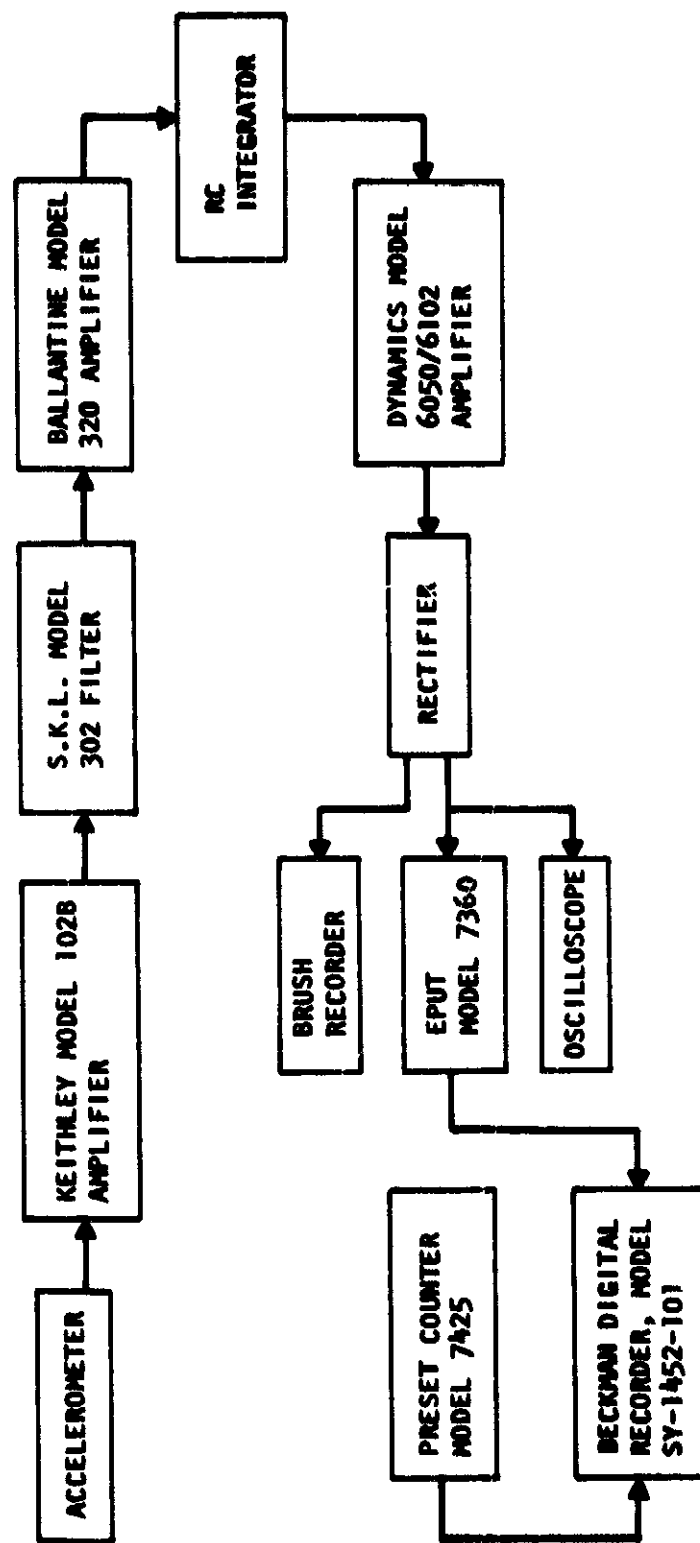 ACCELEROMETER
KEITHLEY MODEL 102B
AMPLIFIER
S.K.L. MODEL
302 FILTER
BALLANTINE MODEL
320 AMPLIFIER
RC
INTEGRATOR
DYNAMICS MODEL
6050/6102
AMPLIFIER
RECTIFIER
BRUSH
RECORDER
EPUT
MODEL 7360
OSCILLOSCOPE
PRESET COUNTER
MODEL 7425
BECKMAN DIGITAL
RECORDER, MODEL
SY-1452-101